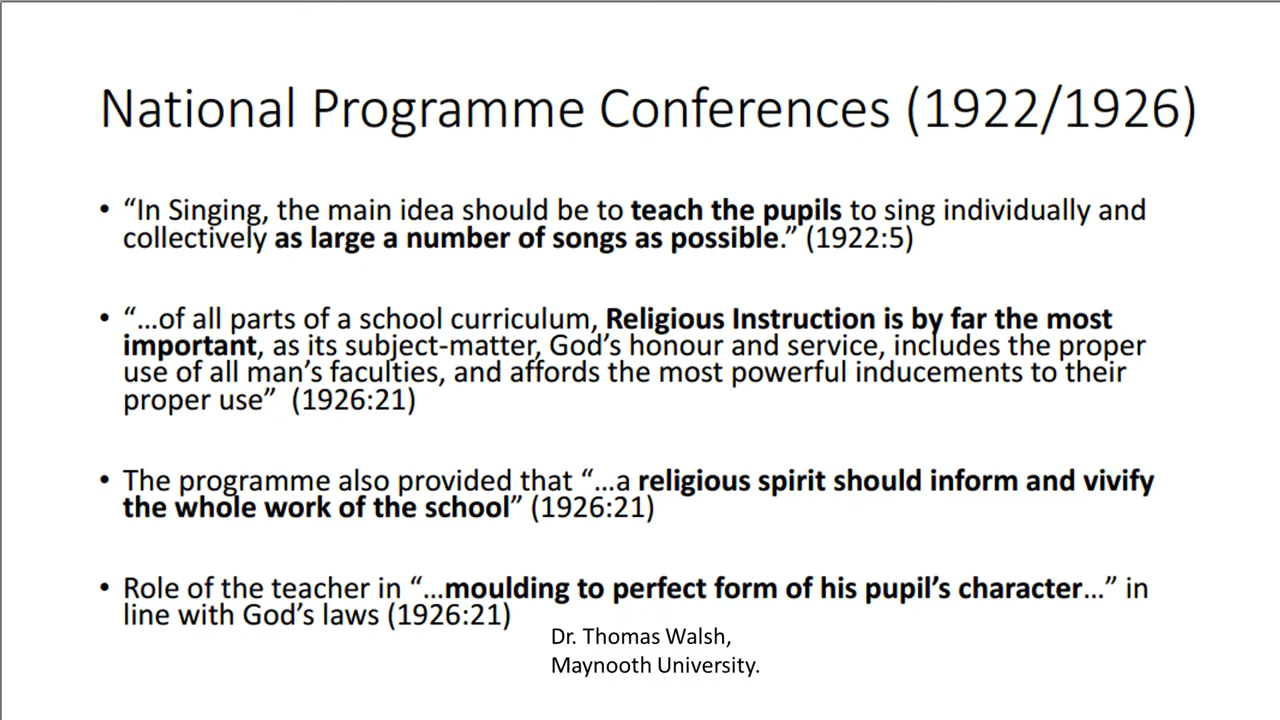 National Programme Conferences (1922/1926)
• “In Singing, the main idea should be to teach the pupils to sing individually and
collectively as large a number of songs as possible.” (1922:5)
• “…of all parts of a school curriculum, Religious Instruction is by far the most
important, as its subject-matter, God’s honour and service, includes the proper
use of all man’s faculties, and affords the most powerful inducements to their
proper use”  (1926:21)
• The programme also provided that “…a religious spirit should inform and vivify
the whole work of the school” (1926:21)
• Role of the teacher in “…moulding to perfect form of his pupil’s character…” in
line with God’s laws (1926:21)
Dr. Thomas Walsh,
Maynooth University.